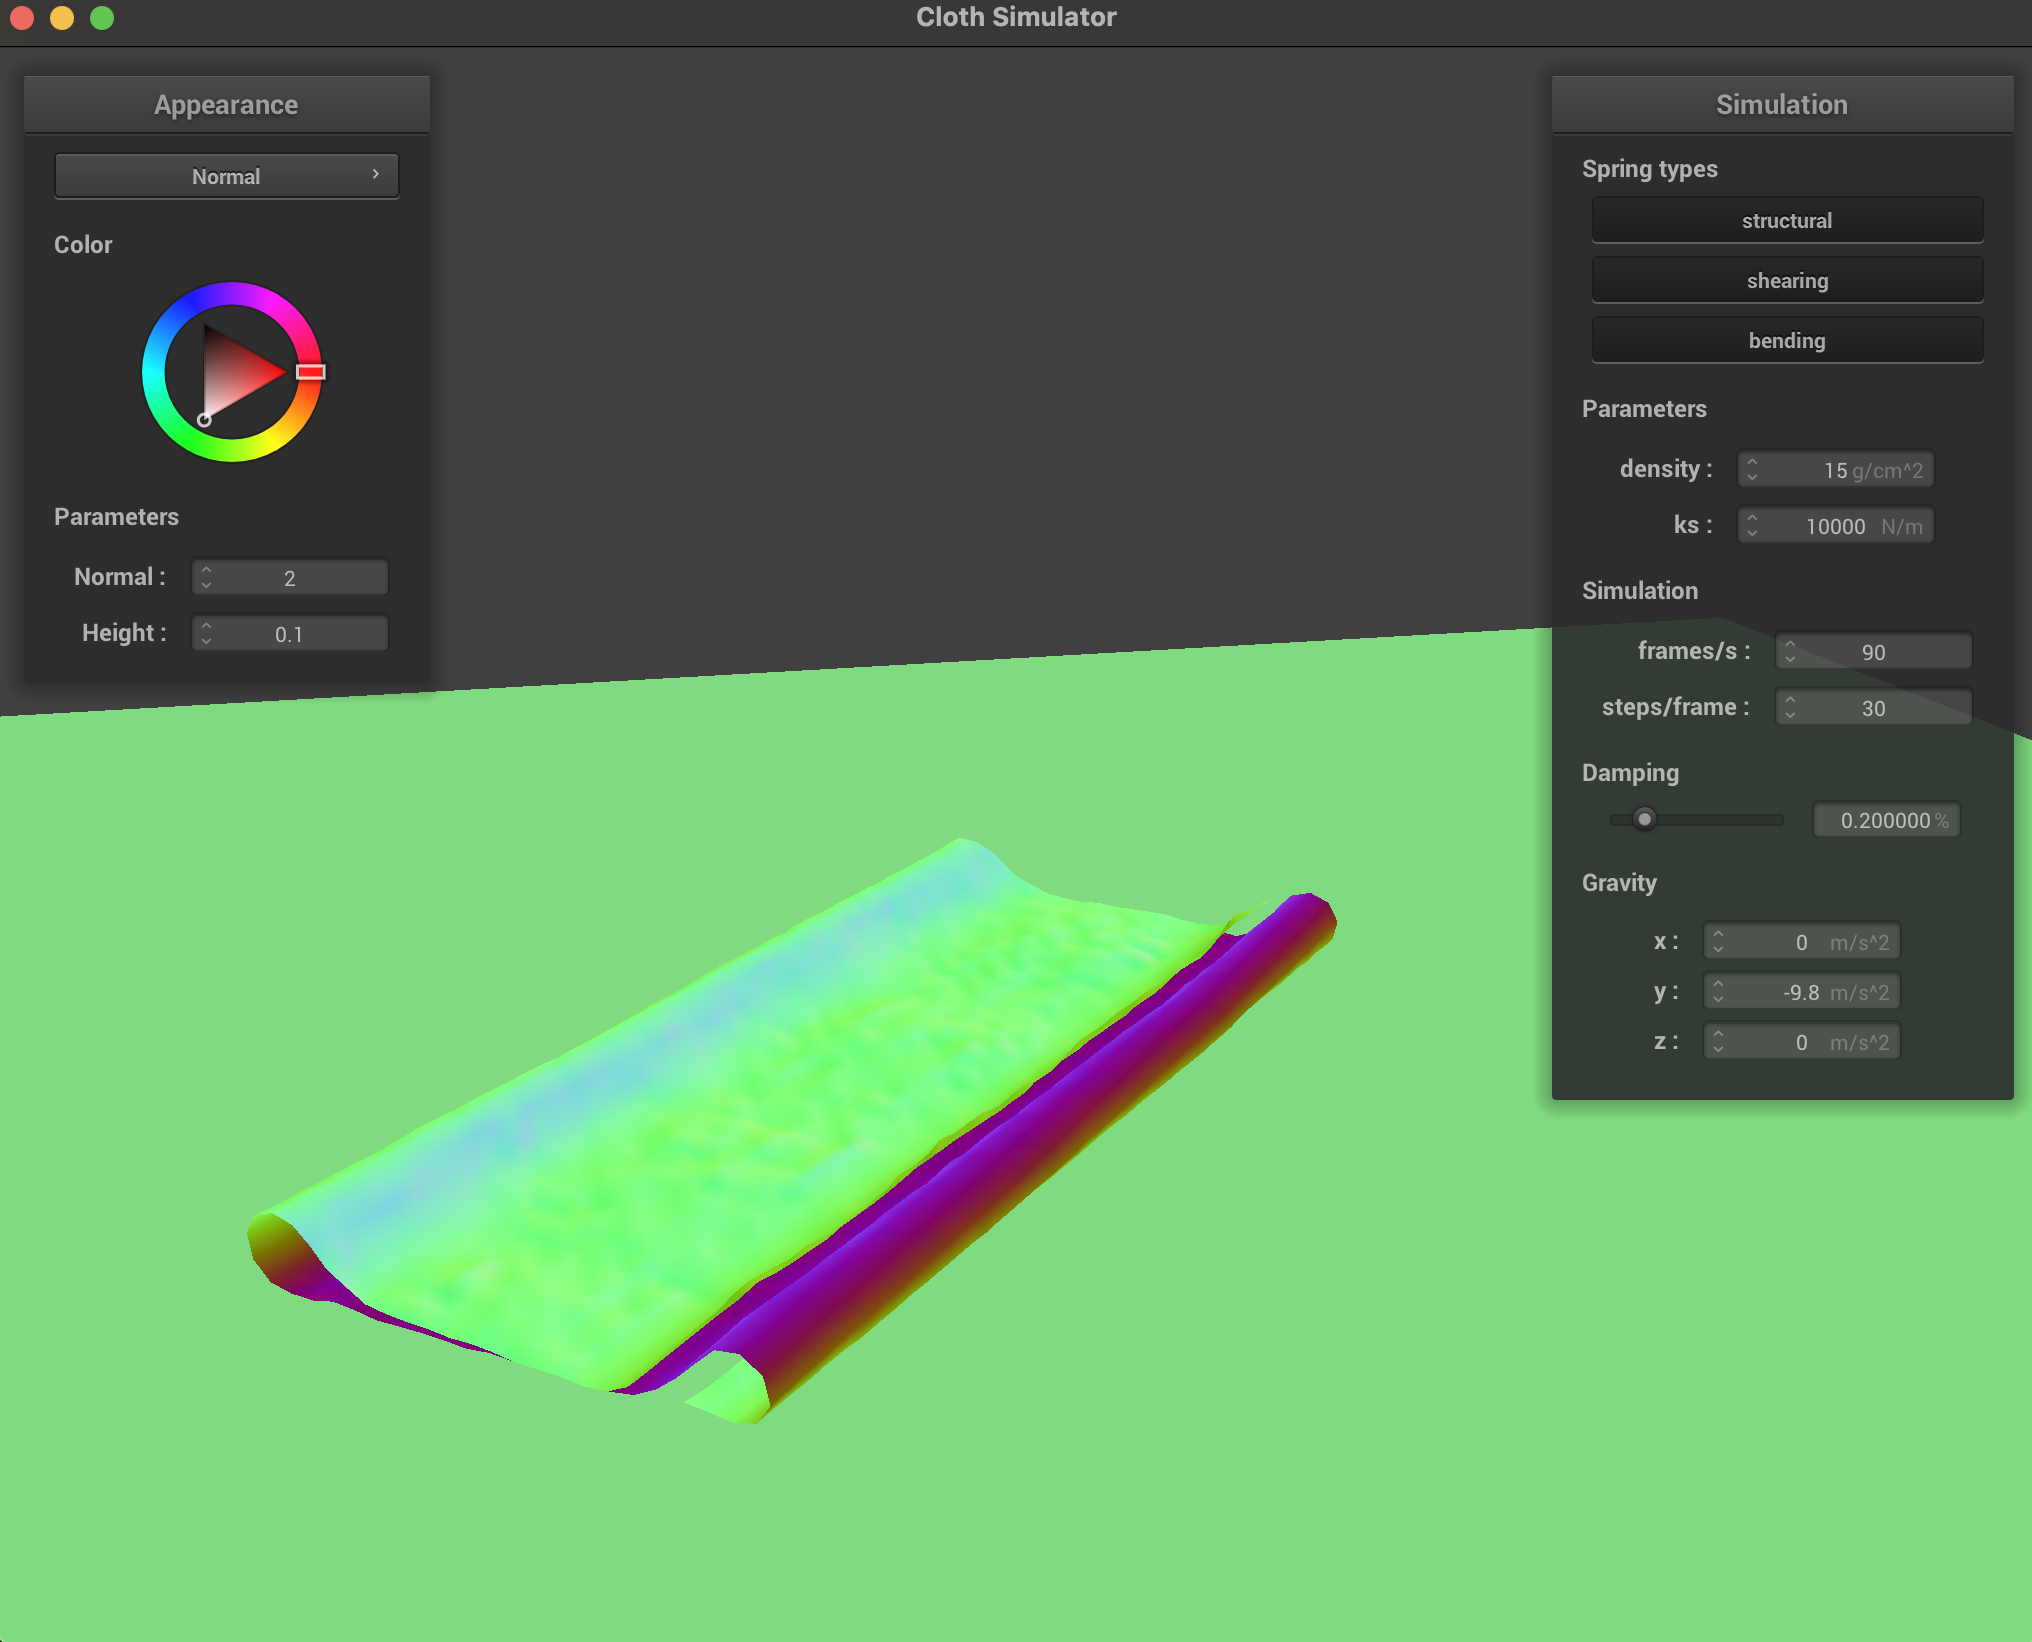 Cloth Simulator
Appearance
Normal
Color
Parameters
Normal : 2
Height : 0.1
Simulation
Spring types
structural
shearing
bending
Parameters
density : 15 g/cm^2
ks : 10000 N/m
Simulation
frames/s : 90
steps/frame : 30
Damping
0.200000 %
Gravity
x : 0 m/s^2
y : -9.8 m/s^2
z : 0 m/s^2